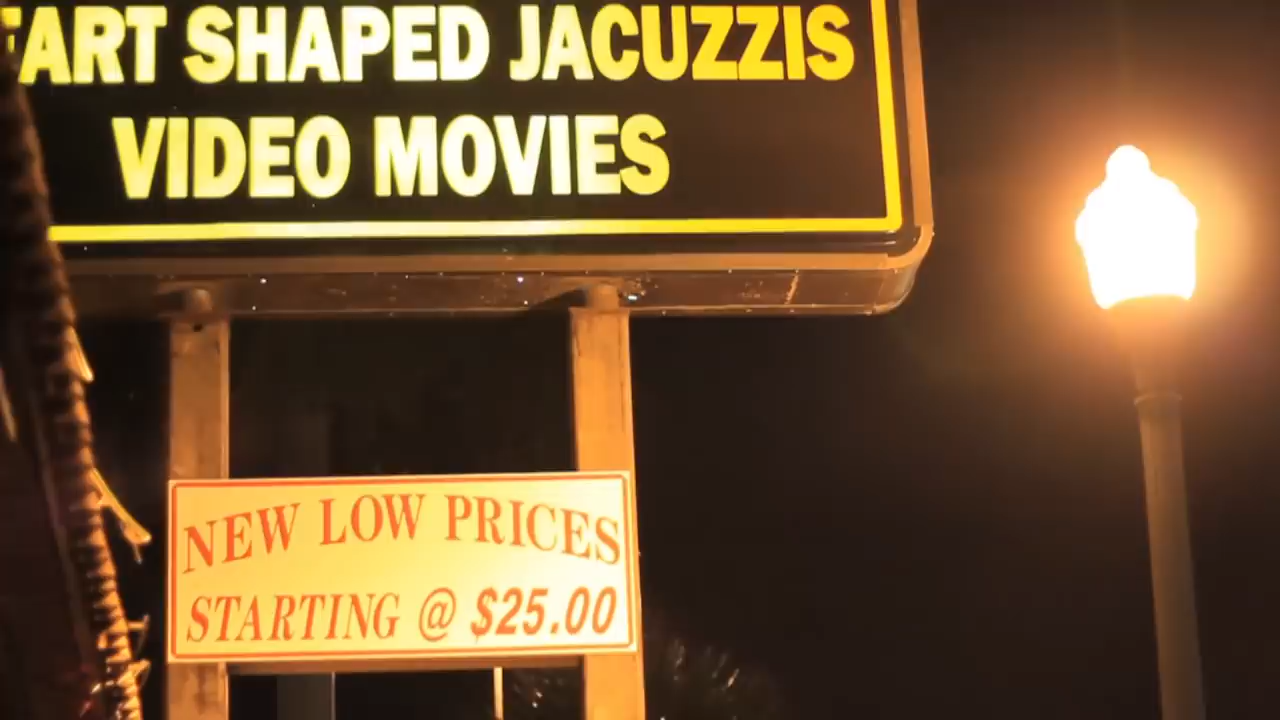 EART SHAPED JACUZZIS
VIDEO MOVIES
NEW LOW PRICES
STARTING @ $25.00